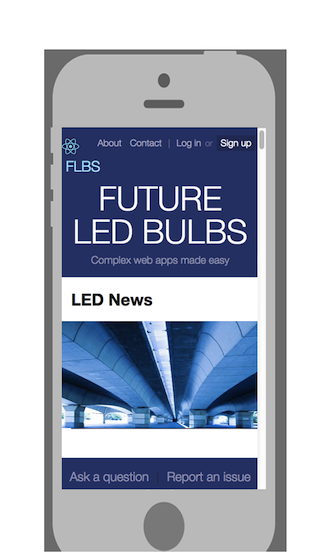 About Contact | Log in or Sign up
FLBS
FUTURE
LED BULBS
Complex web apps made easy
LED News
Ask a question | Report an issue